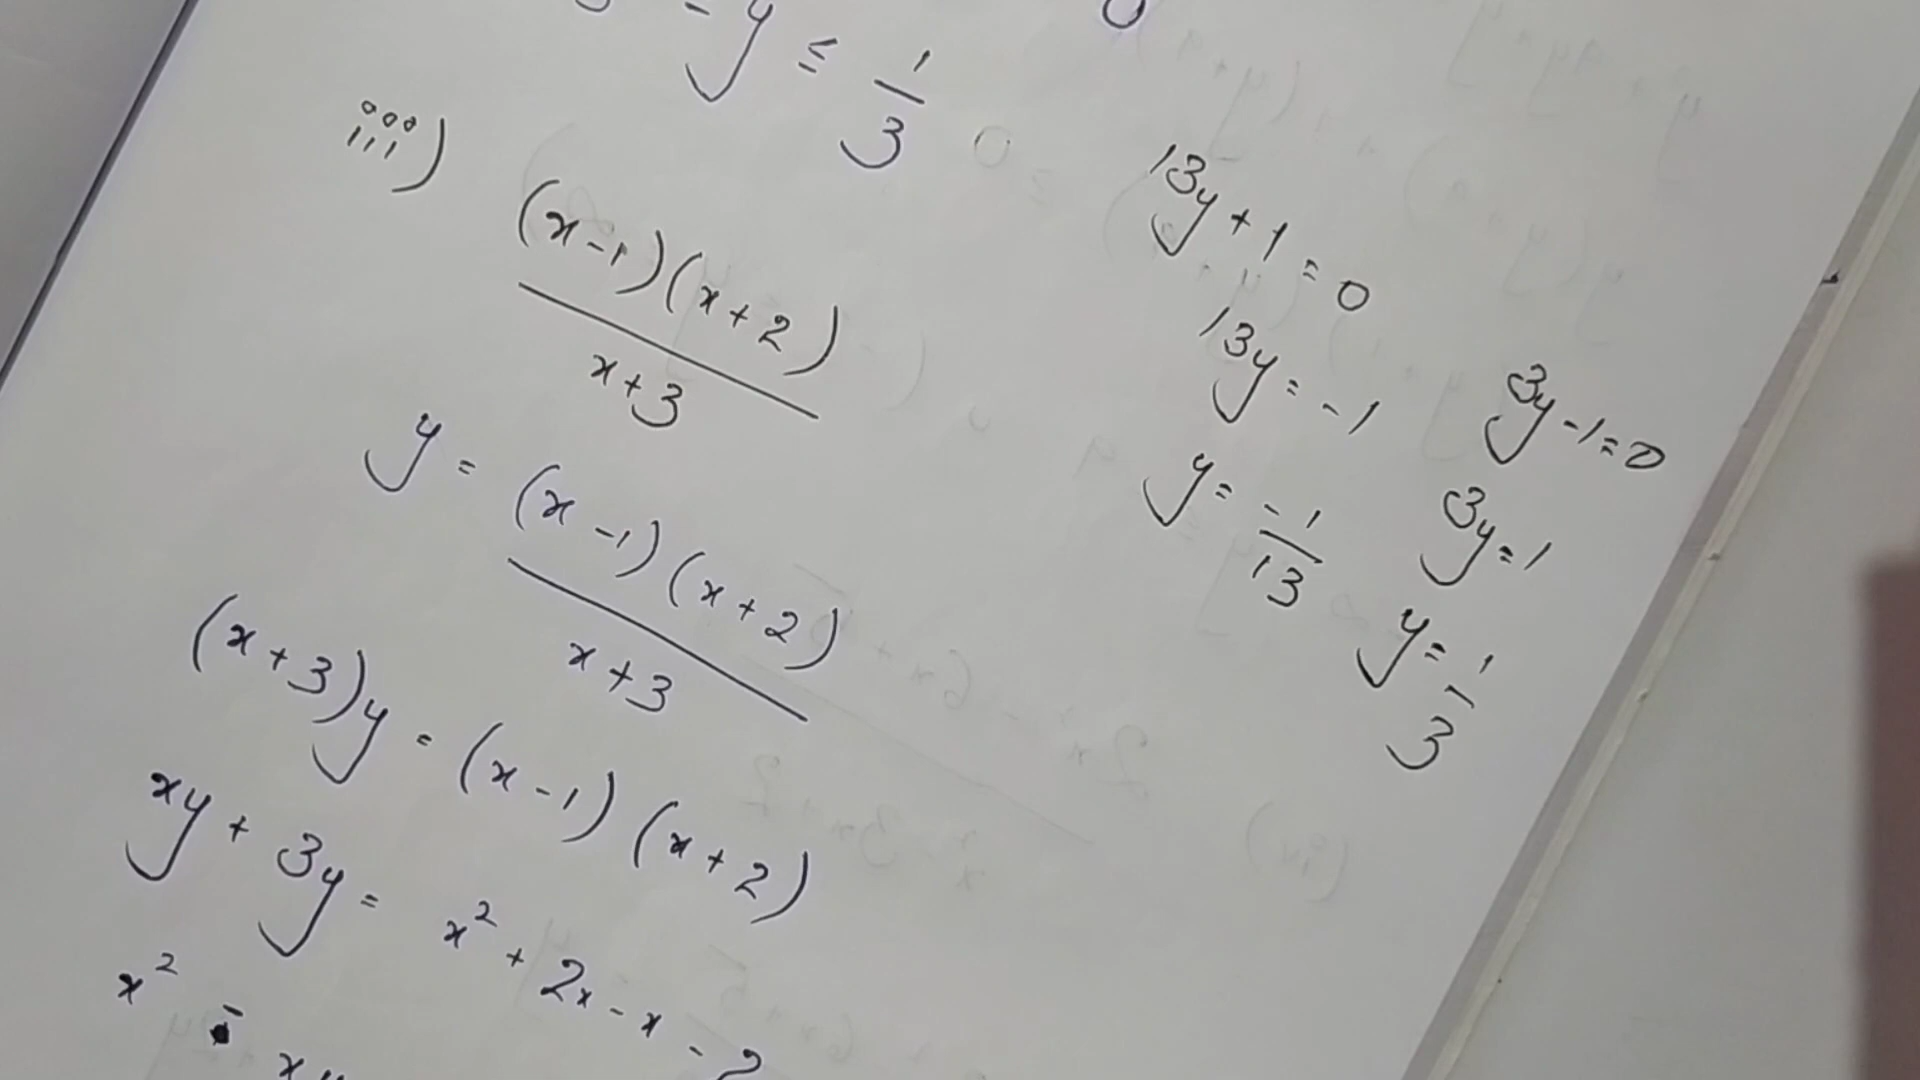 - y ≤ 1/3
iii)
(x-1)(x+2)
x+3
y = (x-1)(x+2)
x+3
(x+3)y = (x-1)(x+2)
xy + 3y = x² + 2x - x - 2
x² - xy
13y + 1 = 0
13y = -1
y = -1/13
3y - 1 = 0
3y = 1
y = 1/3